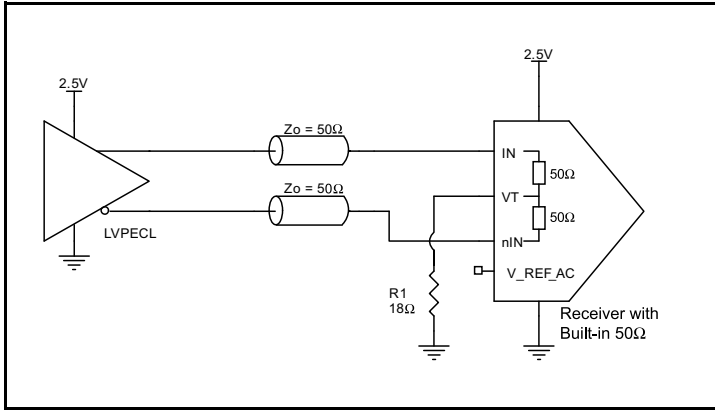 2.5V
2.5V
Zo = 50Ω
IN
50Ω
Zo = 50Ω
VT
50Ω
LVPECL
nIN
V_REF_AC
R1
18Ω
Receiver with
Built-in 50Ω